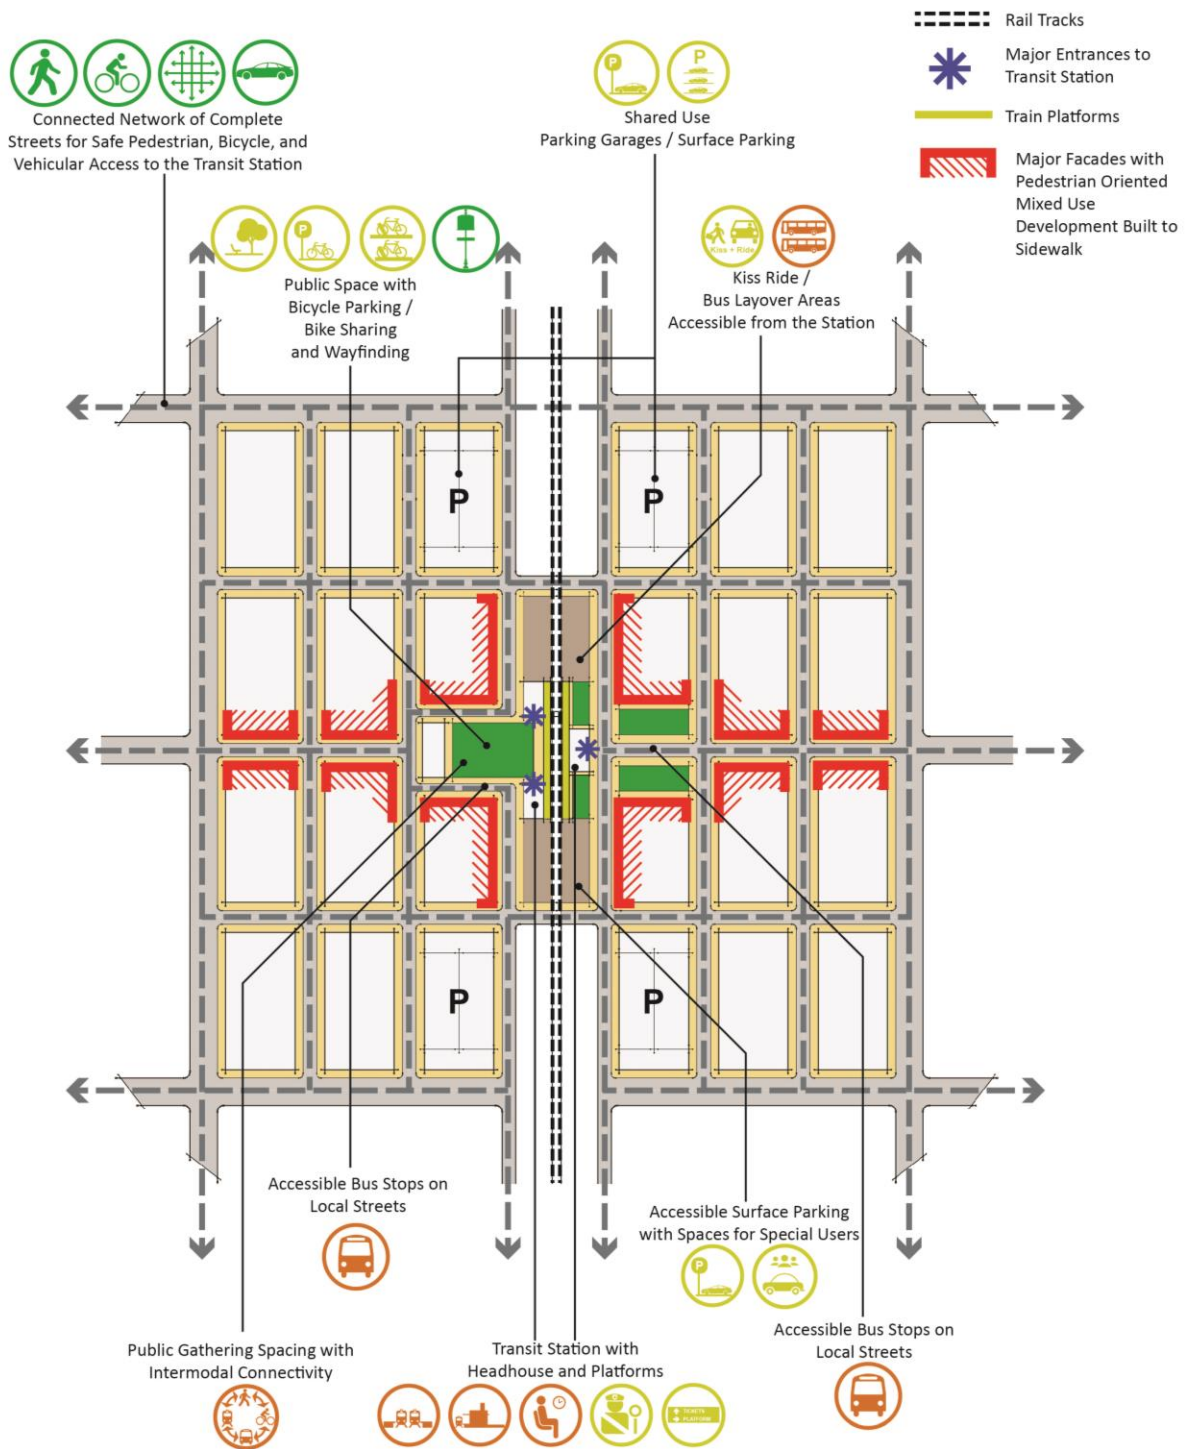 Rail Tracks
Major Entrances to
Transit Station
Train Platforms
Major Facades with
Pedestrian Oriented
Mixed Use
Development Built to
Sidewalk
Connected Network of Complete
Streets for Safe Pedestrian, Bicycle, and
Vehicular Access to the Transit Station
P
P
Shared Use
Parking Garages / Surface Parking
P
Public Space with
Bicycle Parking /
Bike Sharing
and Wayfinding
Kiss + Ride
Kiss Ride /
Bus Layover Areas
Accessible from the Station
P
P
P
P
Accessible Bus Stops on
Local Streets
Accessible Surface Parking
with Spaces for Special Users
P
Public Gathering Spacing with
Intermodal Connectivity
Transit Station with
Headhouse and Platforms
TICKETS
PLATFORM
Accessible Bus Stops on
Local Streets